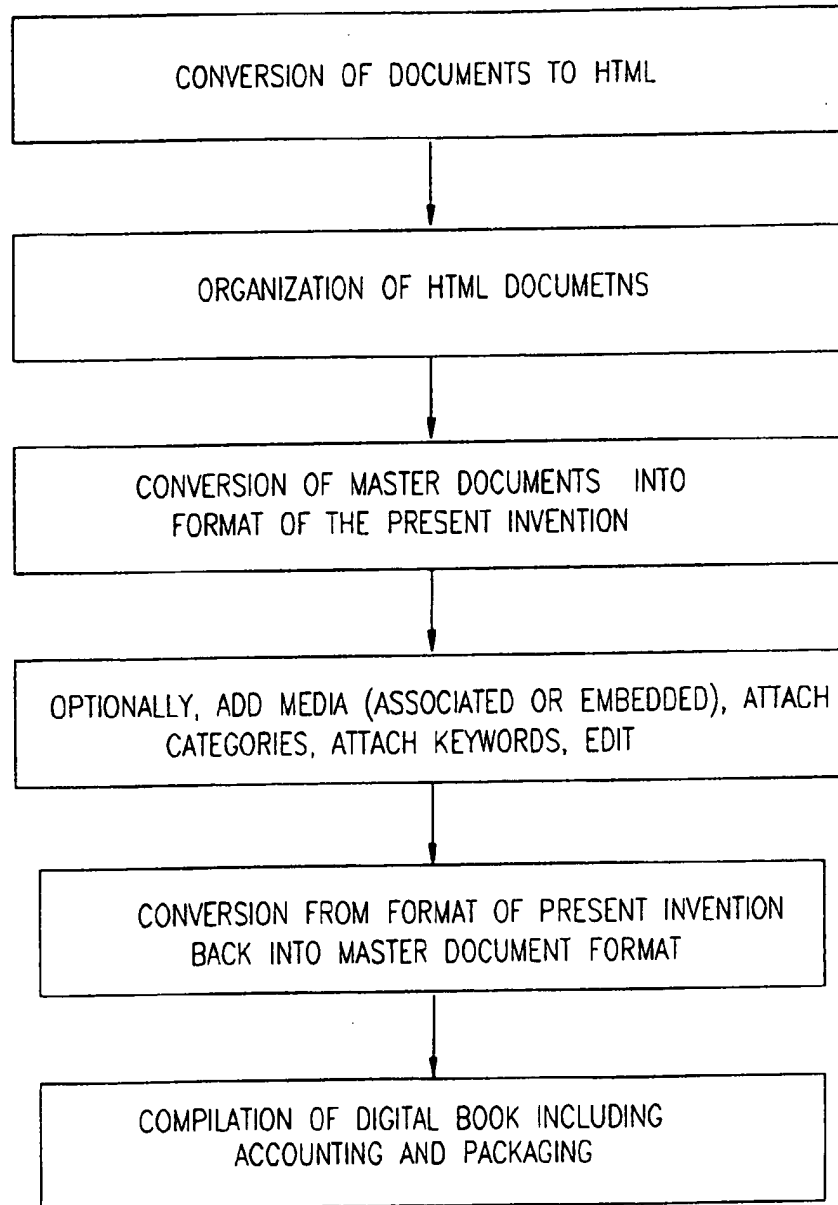 CONVERSION OF DOCUMENTS TO HTML
ORGANIZATION OF HTML DOCUMETNS
CONVERSION OF MASTER DOCUMENTS INTO
FORMAT OF THE PRESENT INVENTION
OPTIONALLY, ADD MEDIA (ASSOCIATED OR EMBEDDED), ATTACH
CATEGORIES, ATTACH KEYWORDS, EDIT
CONVERSION FROM FORMAT OF PRESENT INVENTION
BACK INTO MASTER DOCUMENT FORMAT
COMPILATION OF DIGITAL BOOK INCLUDING
ACCOUNTING AND PACKAGING